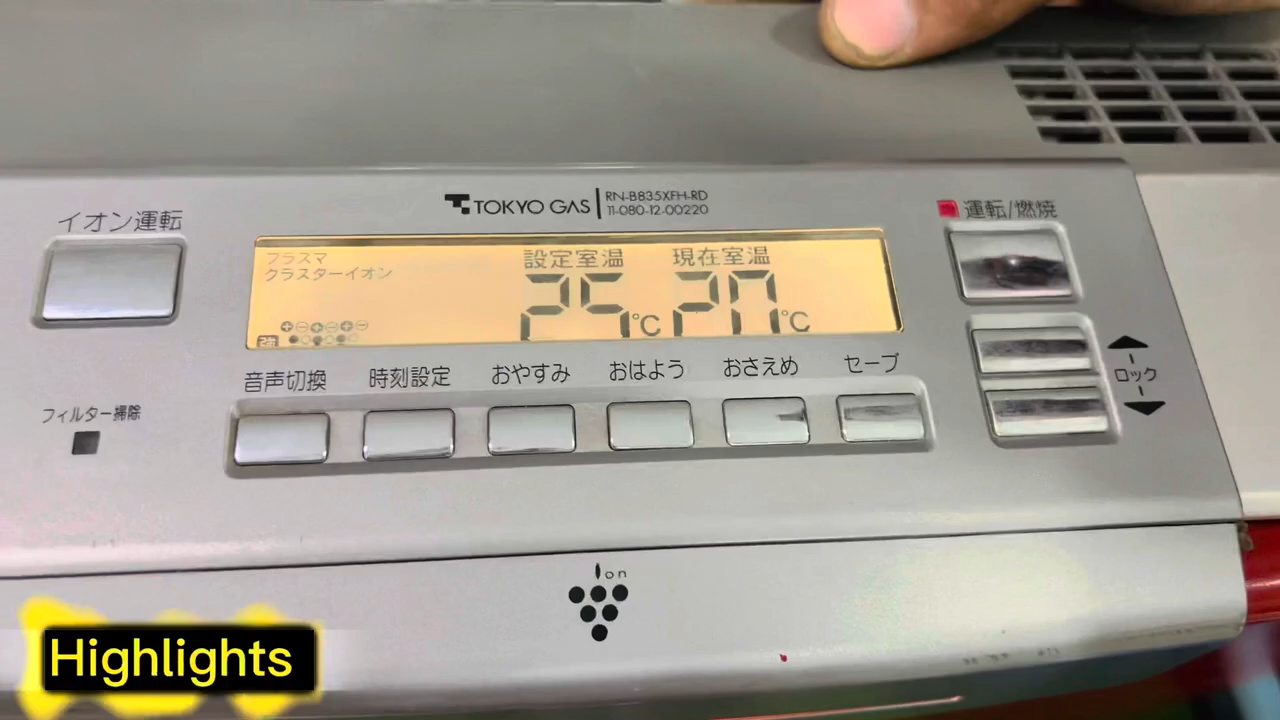 TOKYO GAS
RN-B835XFH-RD
11-080-12-00220
イオン運転
運転/燃焼
プラズマ
クラスターイオン
設定室温 現在室温
25℃ 27℃
強
ロック
音声切換 時刻設定 おやすみ おはよう おさえめ セーブ
フィルター掃除
Ion
Highlights